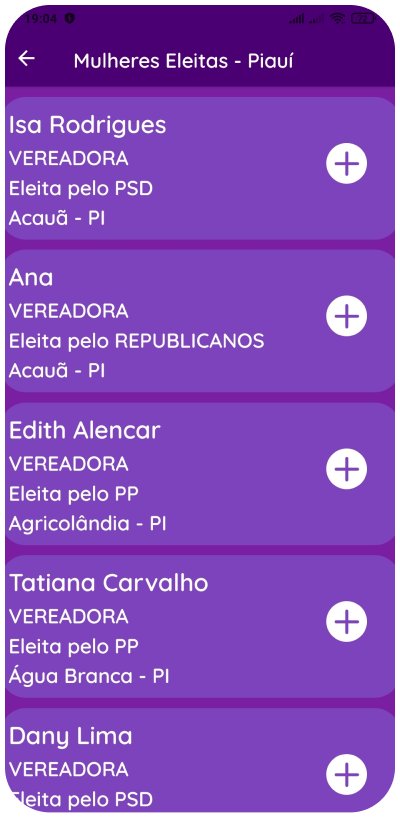 19:04
Mulheres Eleitas - Piauí
Isa Rodrigues
VEREADORA
Eleita pelo PSD
Acauã - PI
Ana
VEREADORA
Eleita pelo REPUBLICANOS
Acauã - PI
Edith Alencar
VEREADORA
Eleita pelo PP
Agricolândia - PI
Tatiana Carvalho
VEREADORA
Eleita pelo PP
Água Branca - PI
Dany Lima
VEREADORA
Eleita pelo PSD